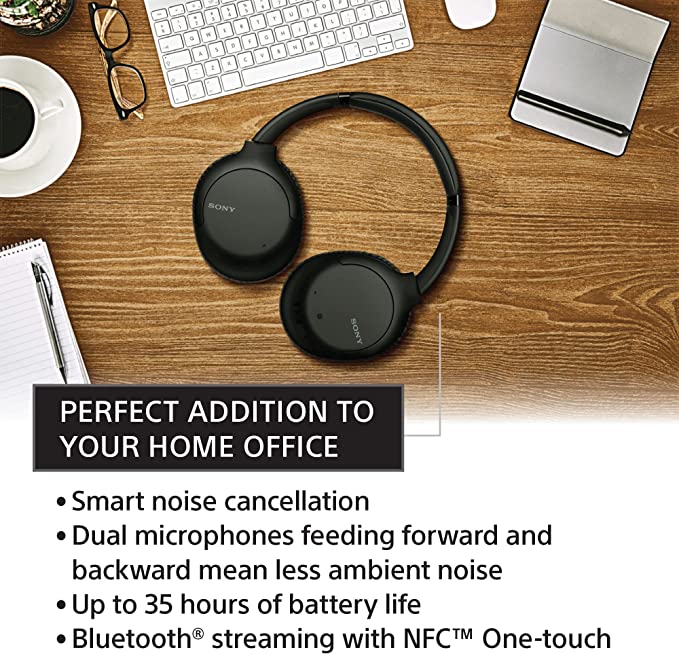 SONY
SONY
PERFECT ADDITION TO
YOUR HOME OFFICE
• Smart noise cancellation
• Dual microphones feeding forward and
backward mean less ambient noise
• Up to 35 hours of battery life
• Bluetooth® streaming with NFC™ One-touch